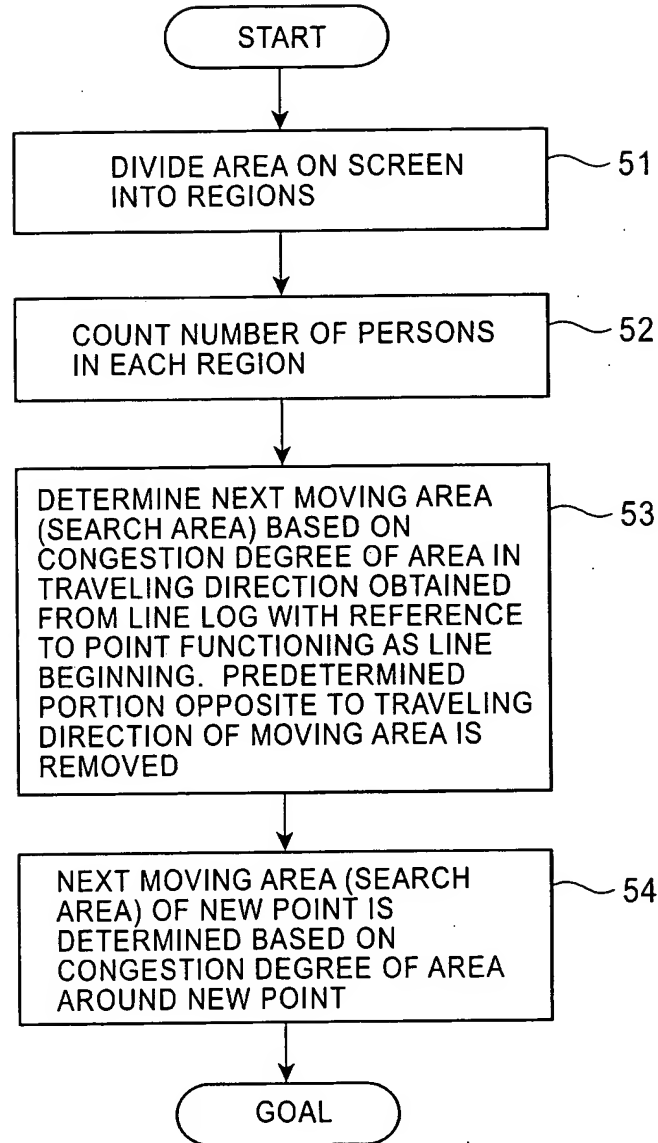 START
DIVIDE AREA ON SCREEN
INTO REGIONS
51
COUNT NUMBER OF PERSONS
IN EACH REGION
52
DETERMINE NEXT MOVING AREA
(SEARCH AREA) BASED ON
CONGESTION DEGREE OF AREA IN
TRAVELING DIRECTION OBTAINED
FROM LINE LOG WITH REFERENCE
TO POINT FUNCTIONING AS LINE
BEGINNING. PREDETERMINED
PORTION OPPOSITE TO TRAVELING
DIRECTION OF MOVING AREA IS
REMOVED
53
NEXT MOVING AREA (SEARCH
AREA) OF NEW POINT IS
DETERMINED BASED ON
CONGESTION DEGREE OF AREA
AROUND NEW POINT
54
GOAL